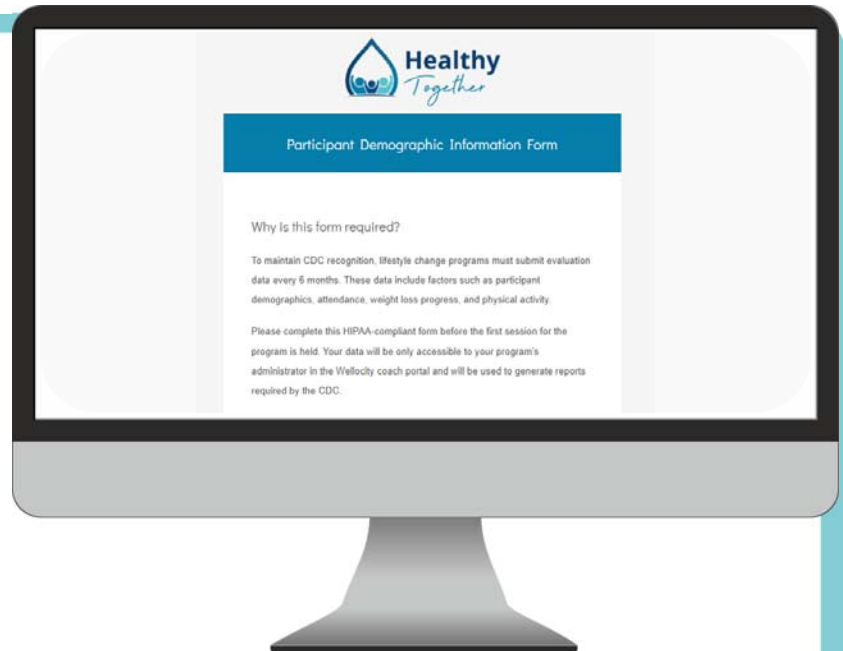 Healthy
Together
Participant Demographic Information Form
Why is this form required?
To maintain CDC recognition, lifestyle change programs must submit evaluation
data every 6 months. These data include factors such as participant
demographics, attendance, weight loss progress, and physical activity.
Please complete this HIPAA-compliant form before the first session for the
program is held. Your data will be only accessible to your program's
administrator in the Wellocity coach portal and will be used to generate reports
required by the CDC.